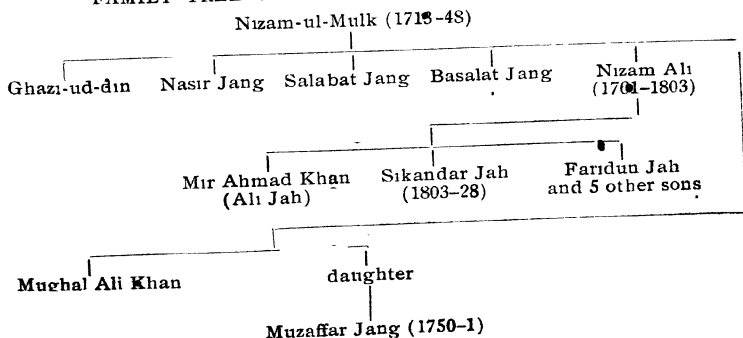 FAMILY TREE
Nizam-ul-Mulk (1713-48)
Ghazi-ud-din Nasir Jang Salabat Jang Basalat Jang Nizam Ali
(1761-1803)
Mir Ahmad Khan Sikandar Jah Faridun Jah
(Ali Jah) (1803-28) and 5 other sons
Mughal Ali Khan daughter
Muzaffar Jang (1750-1)